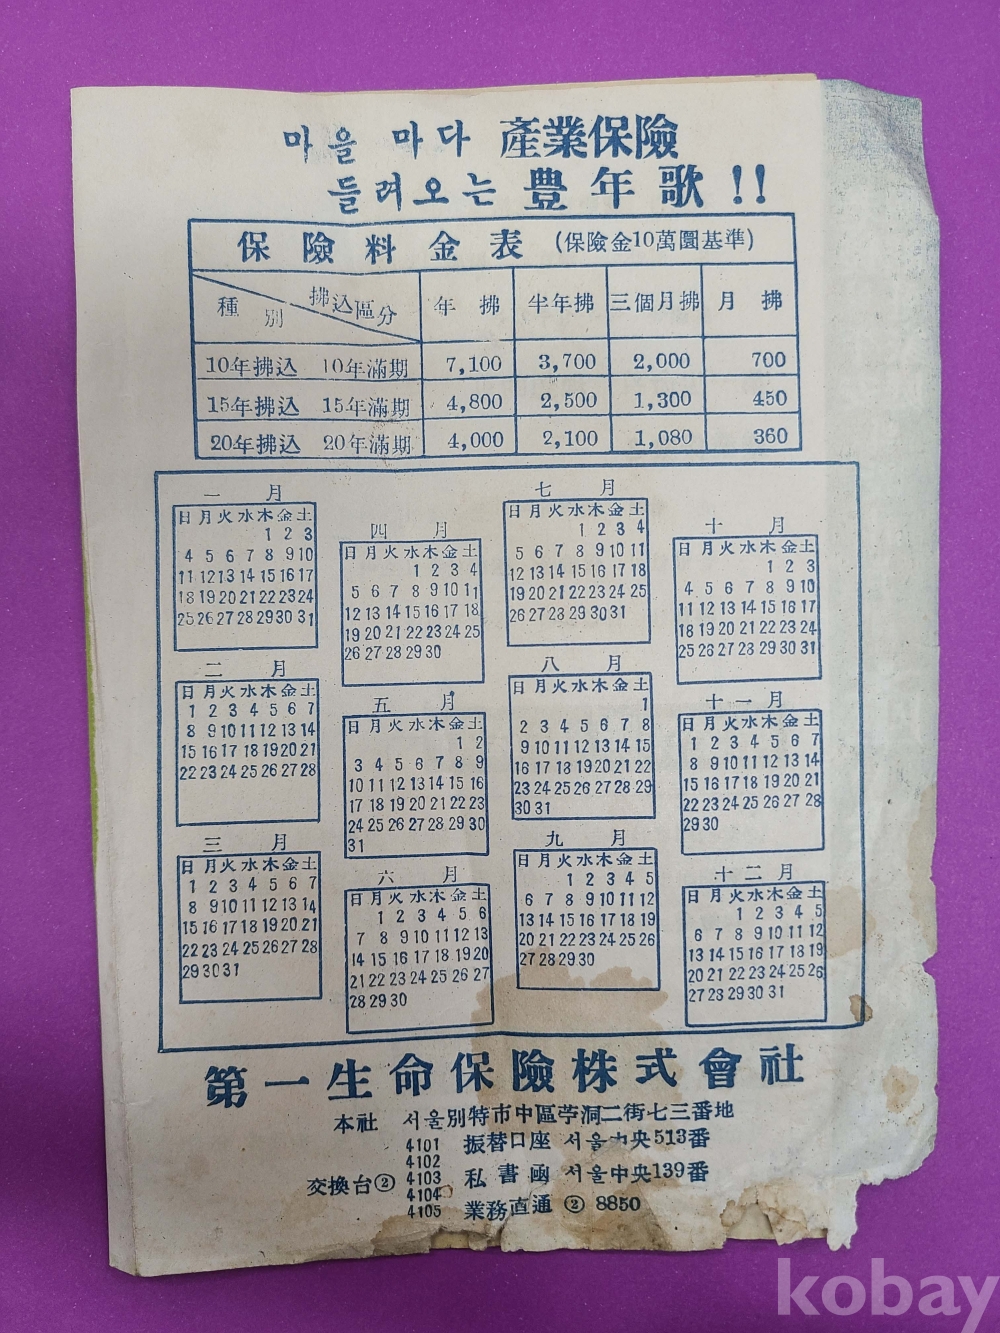 마을 마다 產業保險
들려오는 豊年歌!!
保險料金表 (保險金10萬圜基準)
種別 拂込區分 年拂 半年拂 三個月拂 月拂
10年拂込 10年滿期 7,100 3,700 2,000 700
15年拂込 15年滿期 4,800 2,500 1,300 450
20年拂込 20年滿期 4,000 2,100 1,080 360
一月
日月火水木金土
1 2 3
4 5 6 7 8 9 10
11 12 13 14 15 16 17
18 19 20 21 22 23 24
25 26 27 28 29 30 31
二月
日月火水木金土
1 2 3 4 5 6 7
8 9 10 11 12 13 14
15 16 17 18 19 20 21
22 23 24 25 26 27 28
三月
日月火水木金土
1 2 3 4 5 6 7
8 9 10 11 12 13 14
15 16 17 18 19 20 21
22 23 24 25 26 27 28
29 30 31
四月
日月火水木金土
1 2 3 4
5 6 7 8 9 10 11
12 13 14 15 16 17 18
19 20 21 22 23 24 25
26 27 28 29 30
五月
日月火水木金土
1 2
3 4 5 6 7 8 9
10 11 12 13 14 15 16
17 18 19 20 21 22 23
24 25 26 27 28 29 30
31
六月
日月火水木金土
1 2 3 4 5 6
7 8 9 10 11 12 13
14 15 16 17 18 19 20
21 22 23 24 25 26 27
28 29 30
七月
日月火水木金土
1 2 3 4
5 6 7 8 9 10 11
12 13 14 15 16 17 18
19 20 21 22 23 24 25
26 27 28 29 30 31
八月
日月火水木金土
1
2 3 4 5 6 7 8
9 10 11 12 13 14 15
16 17 18 19 20 21 22
23 24 25 26 27 28 29
30 31
九月
日月火水木金土
1 2 3 4 5
6 7 8 9 10 11 12
13 14 15 16 17 18 19
20 21 22 23 24 25 26
27 28 29 30
十月
日月火水木金土
1 2 3
4 5 6 7 8 9 10
11 12 13 14 15 16 17
18 19 20 21 22 23 24
25 26 27 28 29 30 31
十一月
日月火水木金土
1 2 3 4 5 6 7
8 9 10 11 12 13 14
15 16 17 18 19 20 21
22 23 24 25 26 27 28
29 30
十二月
日月火水木金土
1 2 3 4 5
6 7 8 9 10 11 12
13 14 15 16 17 18 19
20 21 22 23 24 25 26
27 28 29 30 31
第一生命保險株式會社
本社 서울別特市中區苧洞二街七三番地
交換台② 4101 4102 4103 4104 4105
振替口座 서울中央513番
私書函 서울中央139番
業務直通 ② 8850
kobay